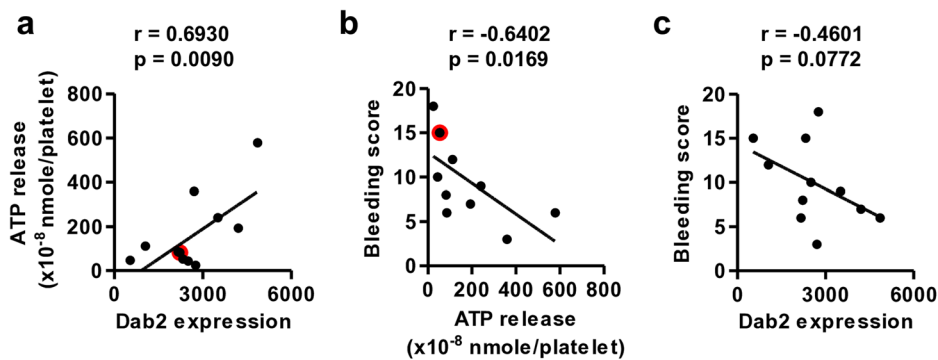 a
r = 0.6930
p = 0.0090
ATP release
(x10⁻⁸ nmole/platelet)
800
600
400
200
0
0 3000 6000
Dab2 expression
b
r = -0.6402
p = 0.0169
Bleeding score
20
15
10
5
0
0 200 400 600 800
ATP release
(x10⁻⁸ nmole/platelet)
c
r = -0.4601
p = 0.0772
Bleeding score
20
15
10
5
0
0 3000 6000
Dab2 expression